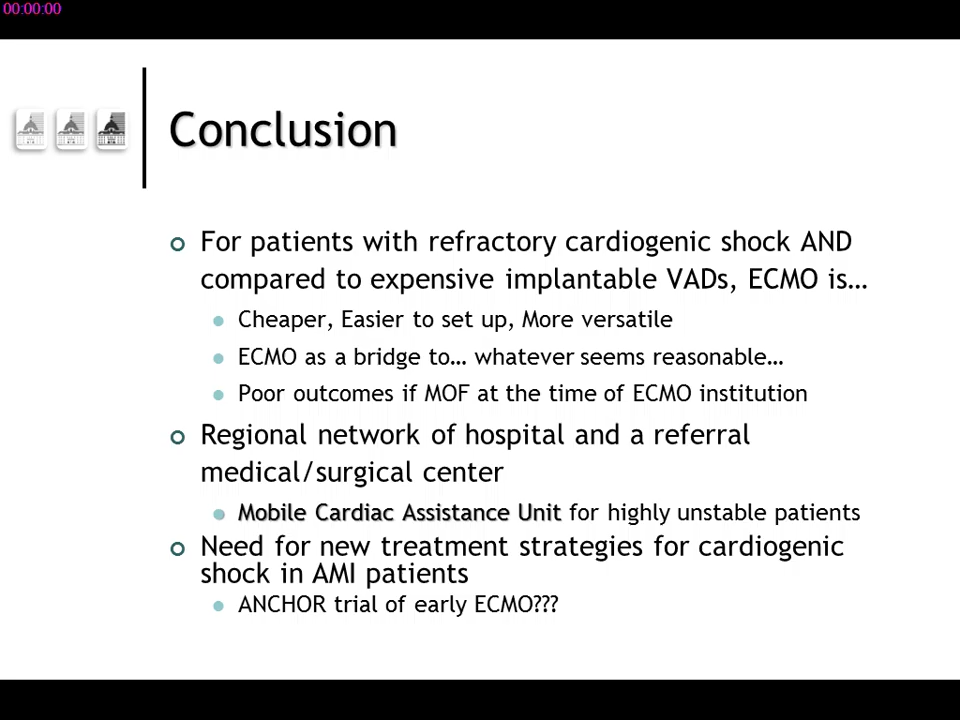 00:00:00
Conclusion
For patients with refractory cardiogenic shock AND
compared to expensive implantable VADs, ECMO is…
Cheaper, Easier to set up, More versatile
ECMO as a bridge to… whatever seems reasonable…
Poor outcomes if MOF at the time of ECMO institution
Regional network of hospital and a referral
medical/surgical center
Mobile Cardiac Assistance Unit for highly unstable patients
Need for new treatment strategies for cardiogenic
shock in AMI patients
ANCHOR trial of early ECMO???